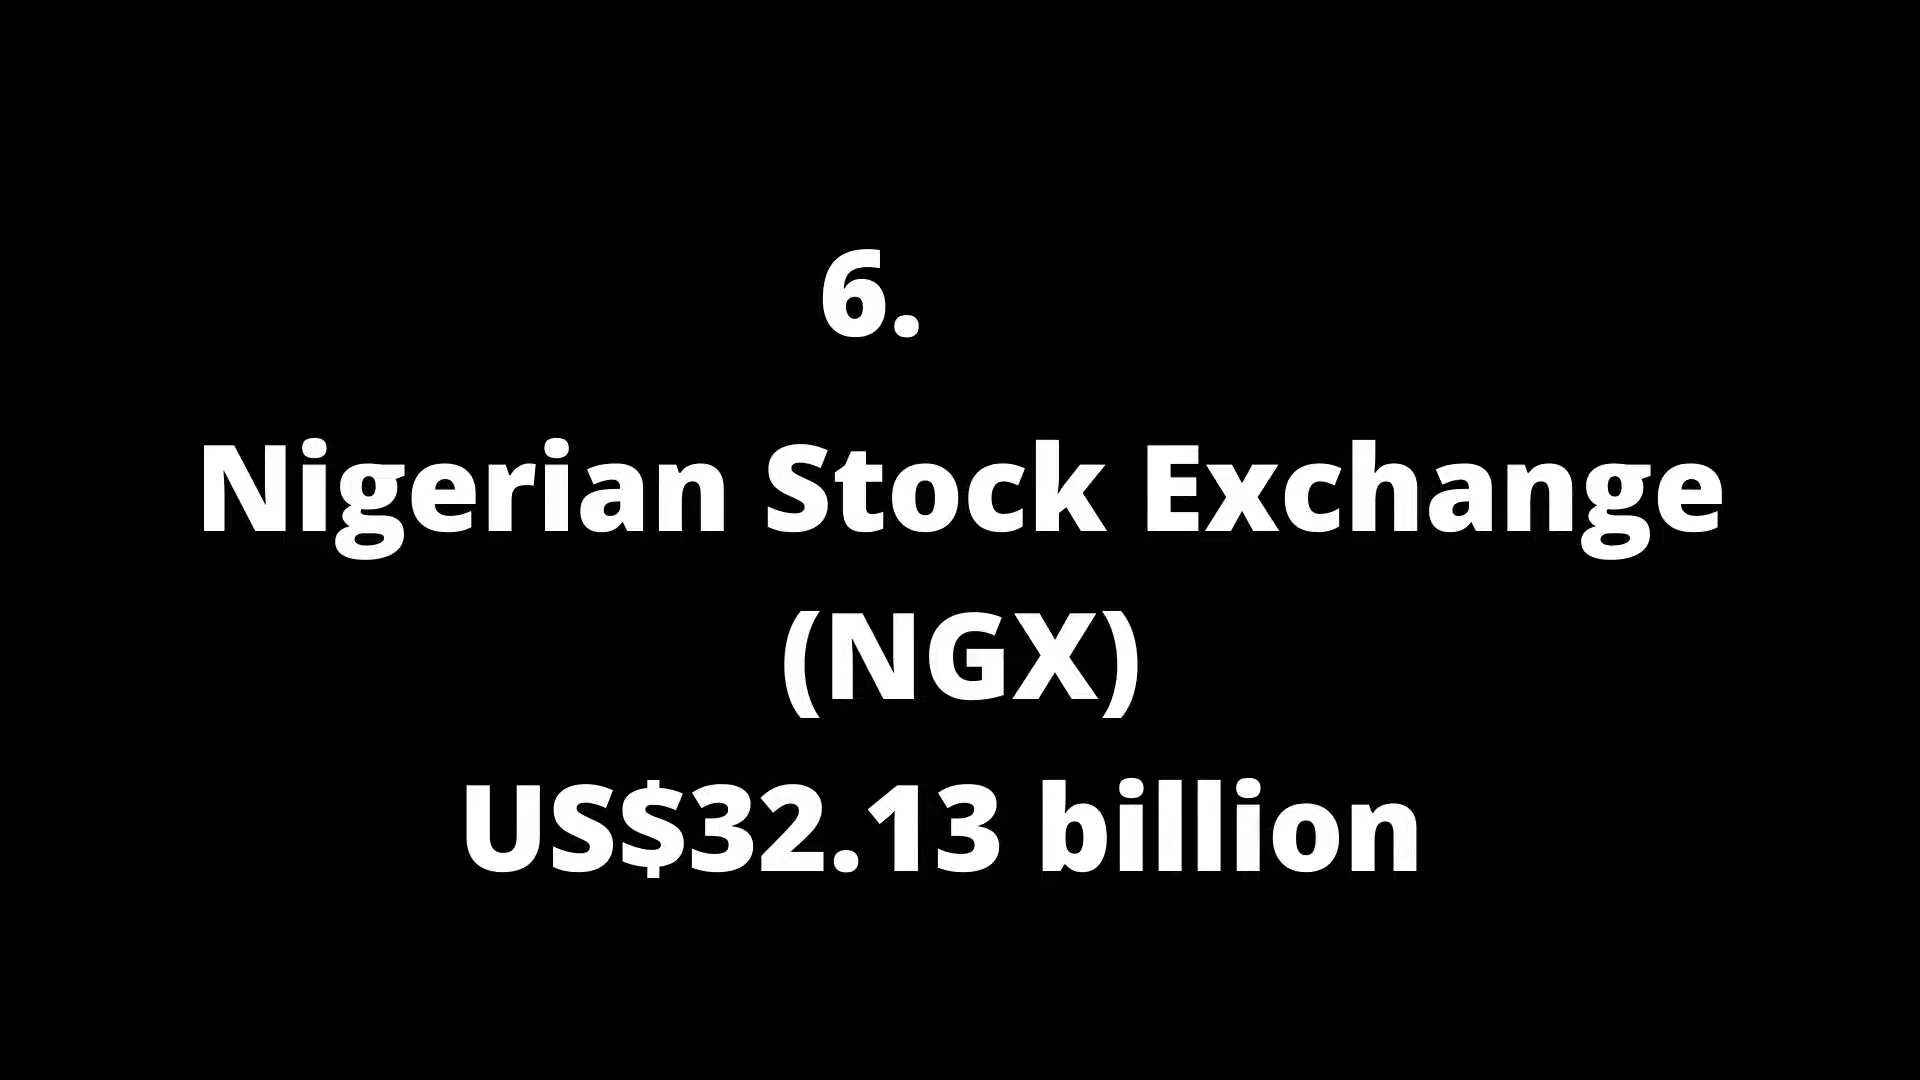 6.
Nigerian Stock Exchange
(NGX)
US$32.13 billion